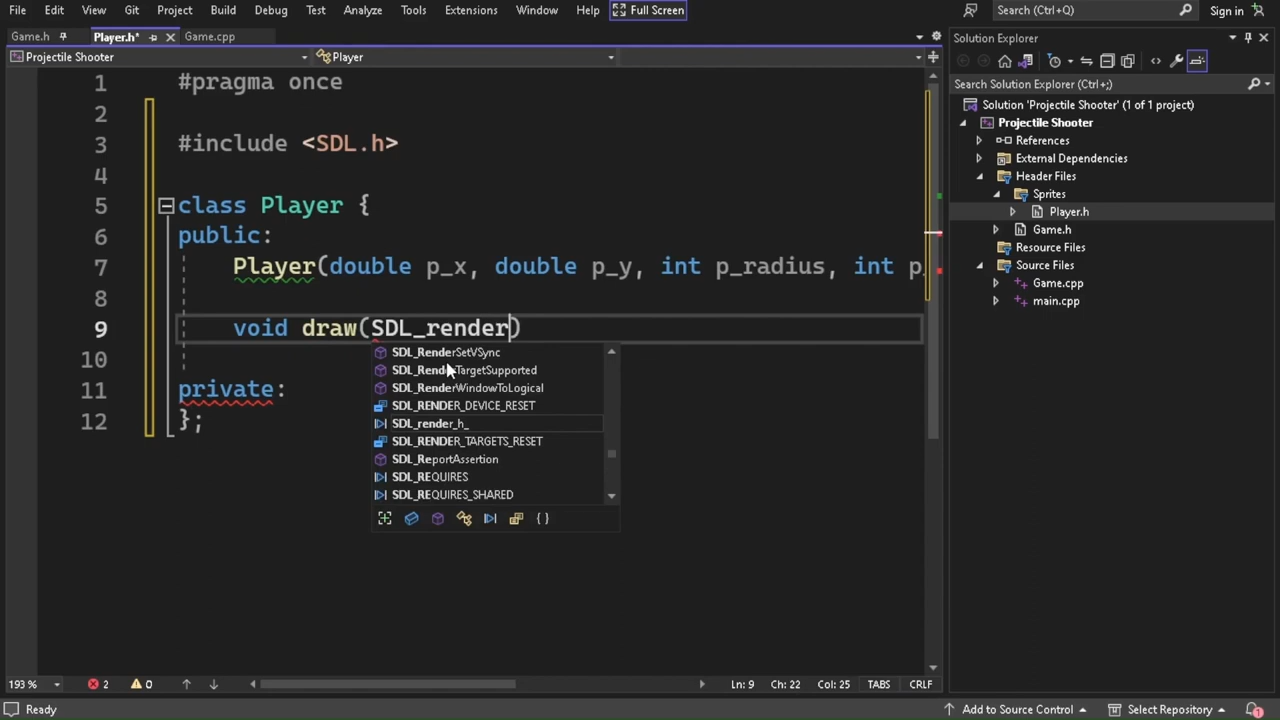 File Edit View Git Project Build Debug Test Analyze Tools Extensions Window Help Full Screen Search (Ctrl+Q) Sign in
Game.h Player.h* Game.cpp
Projectile Shooter Player
1 #pragma once
2
3 #include <SDL.h>
4
5 class Player {
6 public:
7 Player(double p_x, double p_y, int p_radius, int p_
8
9 void draw(SDL_render)
10
11 private:
12 };
SDL_RenderSetVSync
SDL_RenderTargetSupported
SDL_RenderWindowToLogical
SDL_RENDER_DEVICE_RESET
SDL_render_h_
SDL_RENDER_TARGETS_RESET
SDL_ReportAssertion
SDL_REQUIRES
SDL_REQUIRES_SHARED
Solution Explorer
Search Solution Explorer (Ctrl+;)
Solution 'Projectile Shooter' (1 of 1 project)
Projectile Shooter
References
External Dependencies
Header Files
Sprites
Player.h
Game.h
Resource Files
Source Files
Game.cpp
main.cpp
193 % 2 0 Ln: 9 Ch: 22 Col: 25 TABS CRLF
Ready Add to Source Control Select Repository 1